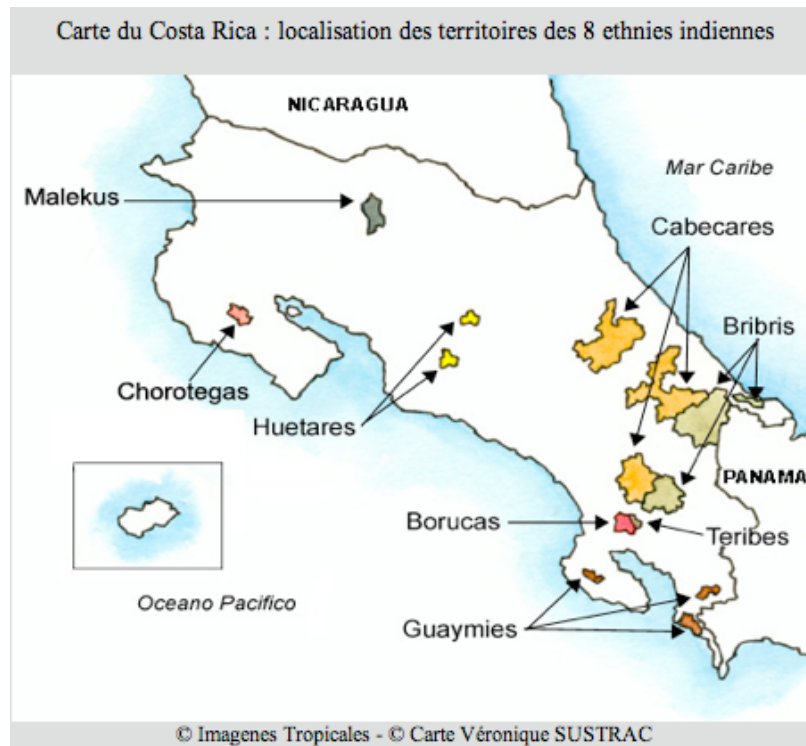 Carte du Costa Rica : localisation des territoires des 8 ethnies indiennes
NICARAGUA
Mar Caribe
Malekus
Cabecares
Bribris
Chorotegas
Huetares
PANAMA
Borucas
Teribes
Oceano Pacifico
Guaymies
© Imagenes Tropicales - © Carte Véronique SUSTRAC